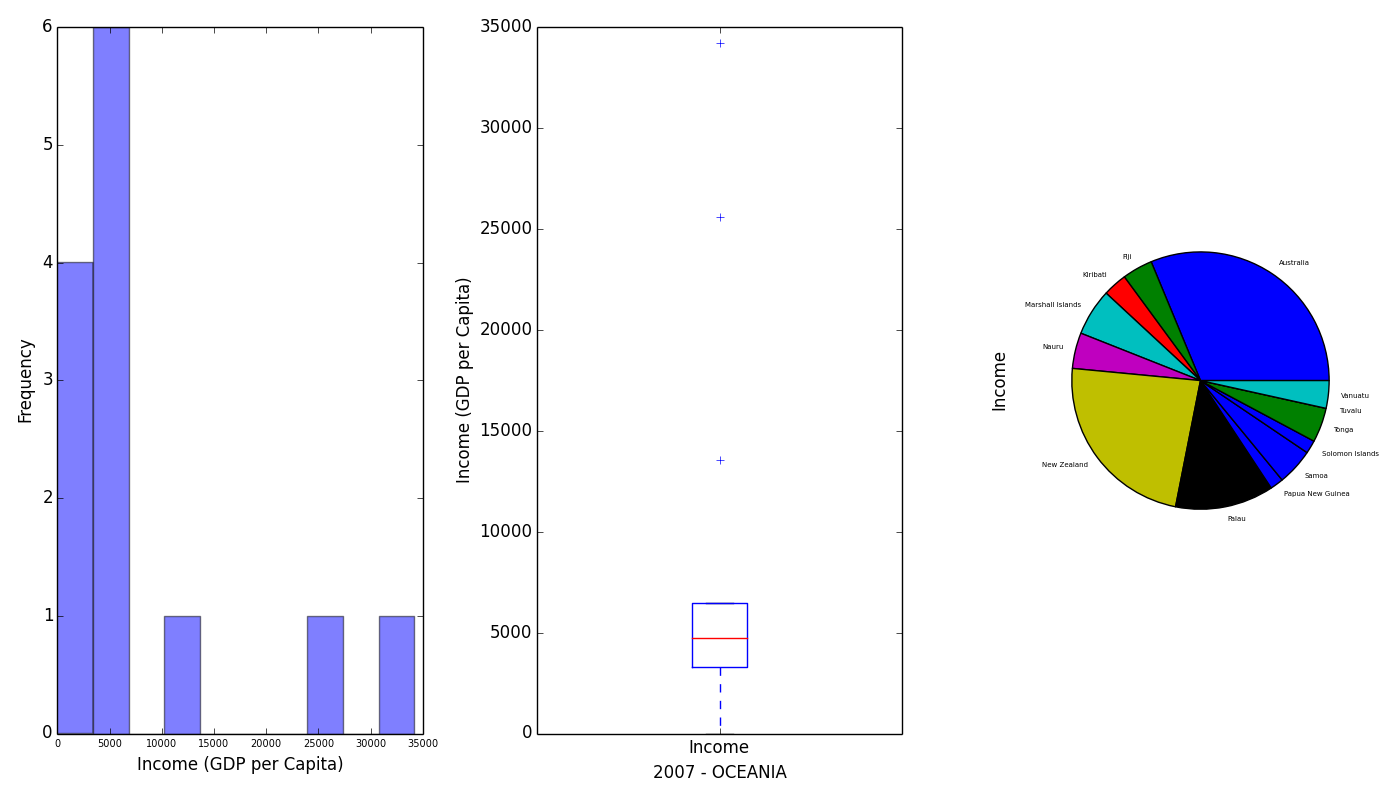 6
5
4
3
2
1
0
Frequency
0 5000 10000 15000 20000 25000 30000 35000
Income (GDP per Capita)
35000
30000
25000
20000
15000
10000
5000
0
Income (GDP per Capita)
Income
2007 - OCEANIA
Income
Australia
Fiji
Kiribati
Marshall Islands
Nauru
New Zealand
Palau
Papua New Guinea
Samoa
Solomon Islands
Tonga
Tuvalu
Vanuatu